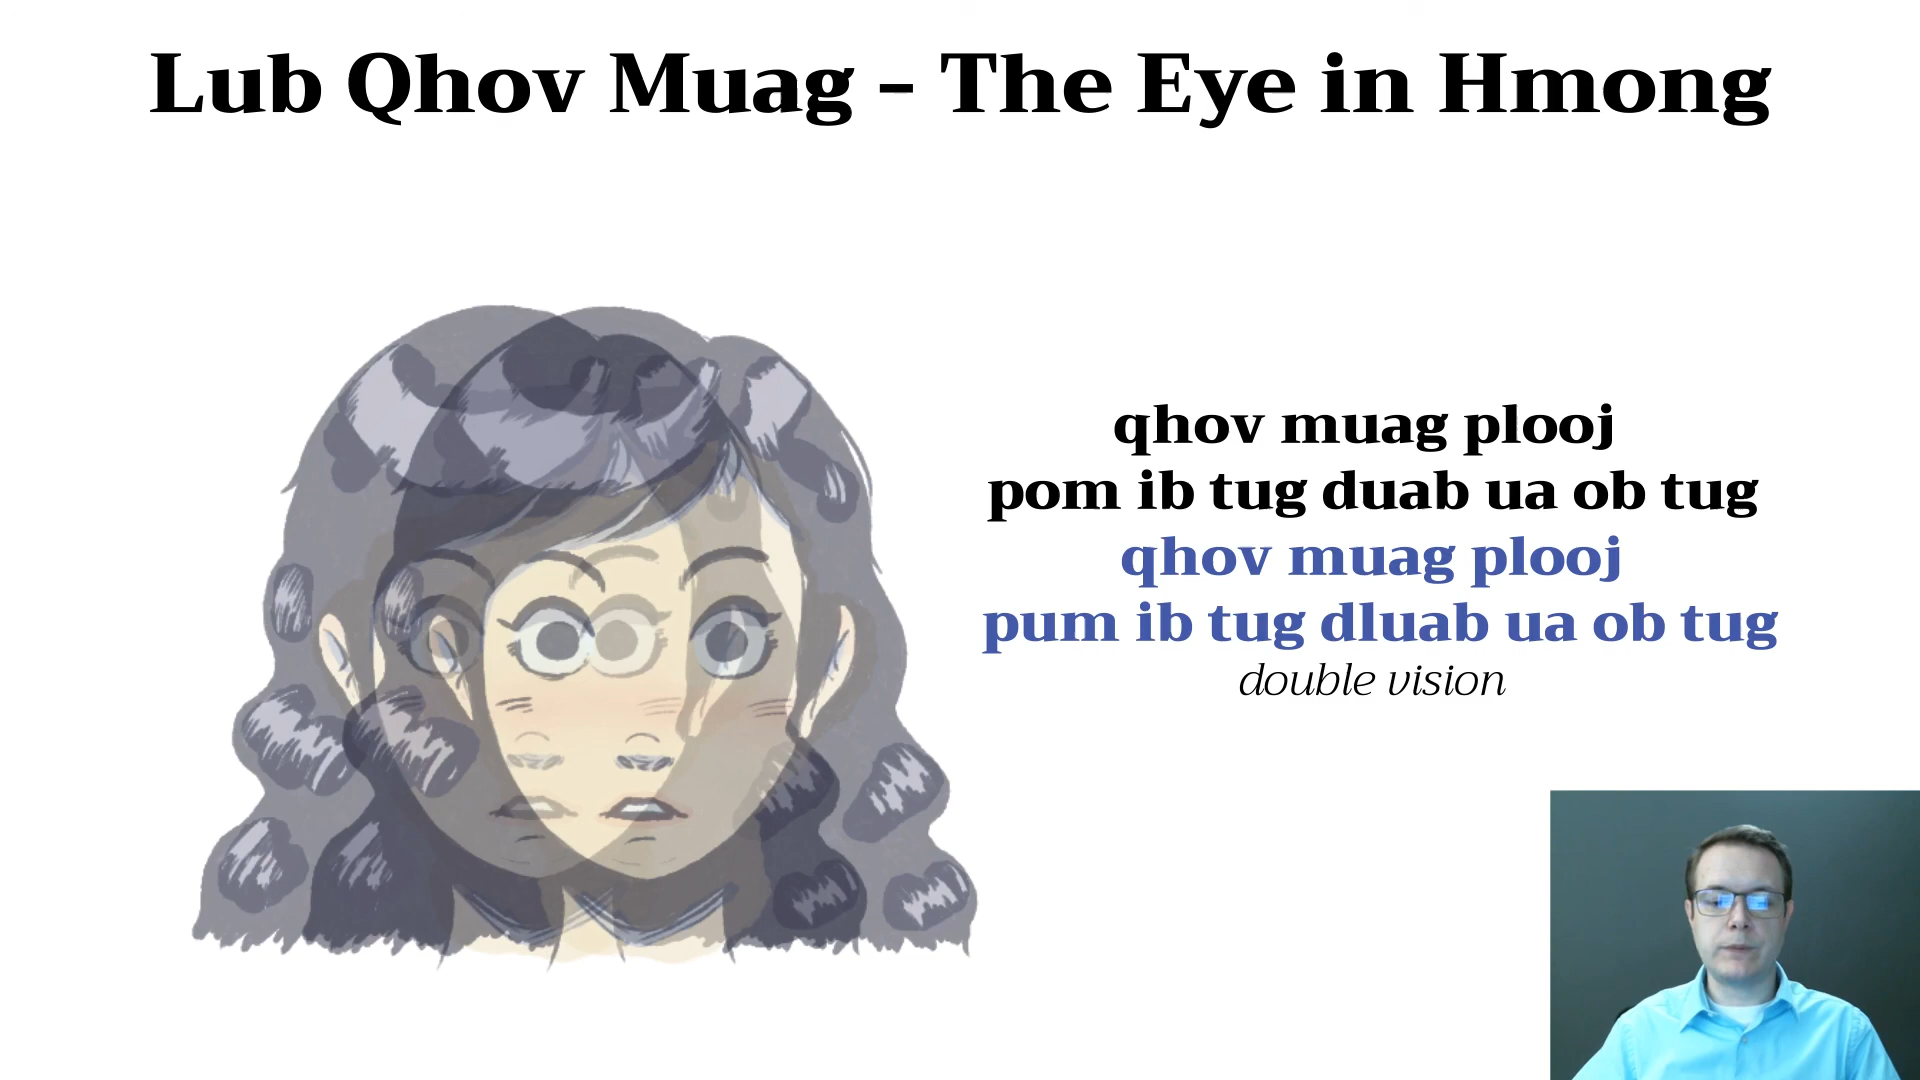 Lub Qhov Muag - The Eye in Hmong
qhov muag plooj
pom ib tug duab ua ob tug
qhov muag plooj
pum ib tug dluab ua ob tug
double vision